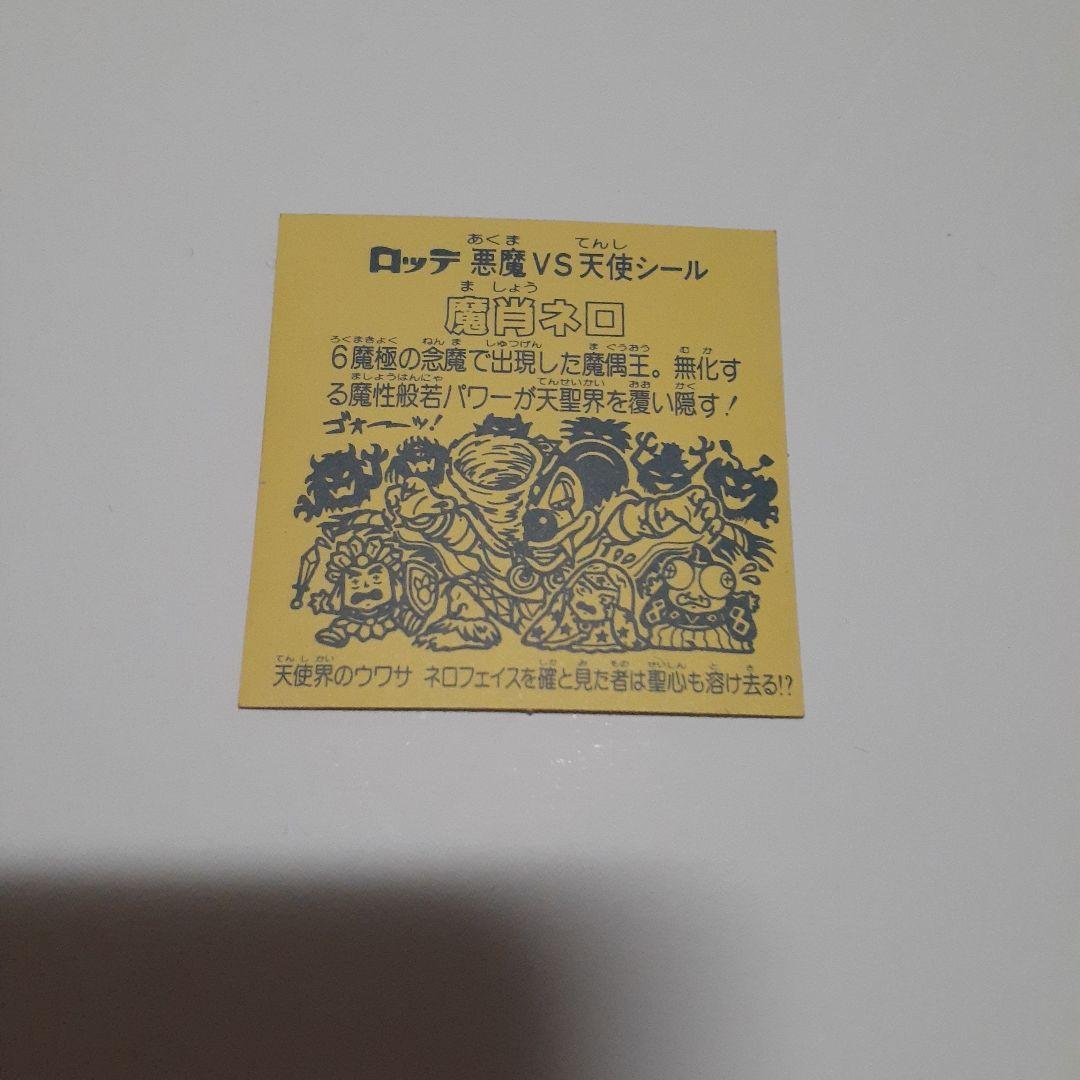 あくま てんし
ロッテ 悪魔VS天使シール
ま しょう
魔肖ネロ
ろくまきょく ねんま しゅつげん まぐうおう むか
6魔極の念魔で出現した魔偶王。無化す
ましょうはんにゃ てんせいかい おお かく
る魔性般若パワーが天聖界を覆い隠す!
ゴォーーッ!
てんしかい しか み もの せいしん と さ
天使界のウワサ ネロフェイスを確と見た者は聖心も溶け去る!?